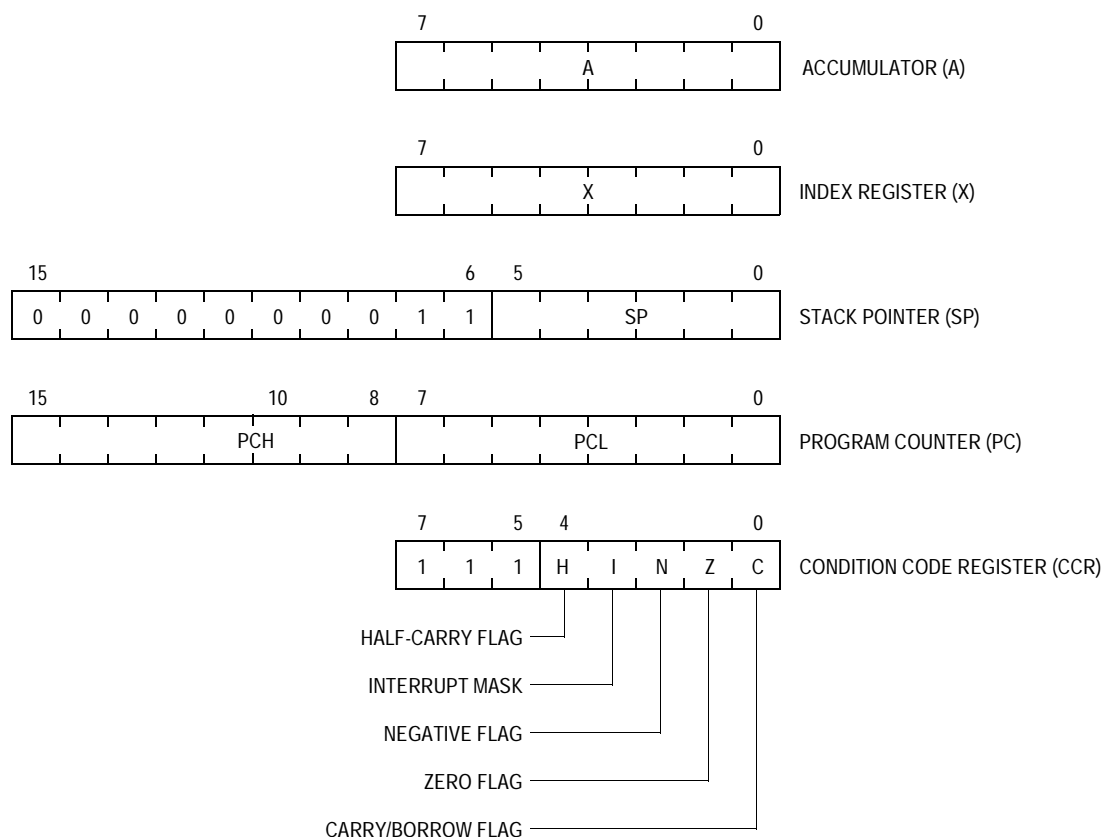 7 0
A ACCUMULATOR (A)
7 0
X INDEX REGISTER (X)
15 6 5 0
0 0 0 0 0 0 0 0 1 1 SP STACK POINTER (SP)
15 10 8 7 0
PCH PCL PROGRAM COUNTER (PC)
7 5 4 0
1 1 1 H I N Z C CONDITION CODE REGISTER (CCR)
HALF-CARRY FLAG
INTERRUPT MASK
NEGATIVE FLAG
ZERO FLAG
CARRY/BORROW FLAG